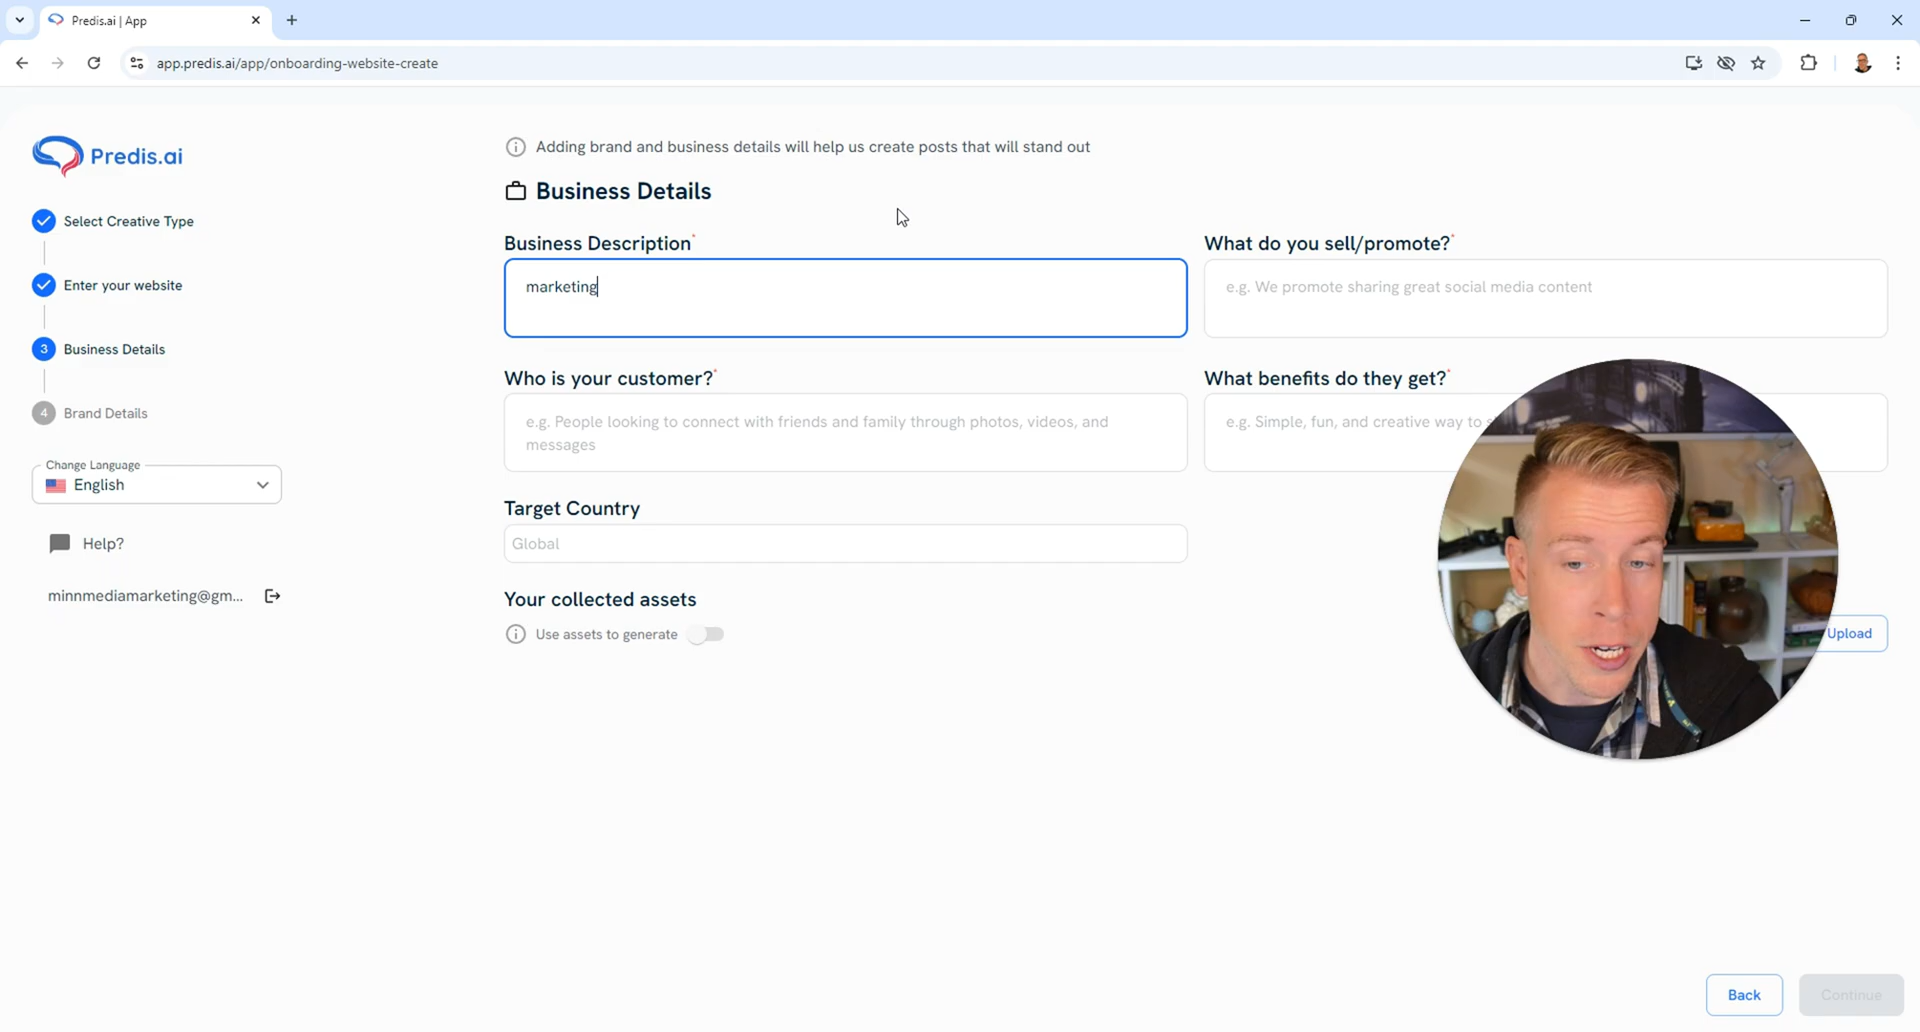 Predis.ai | App
app.predis.ai/app/onboarding-website-create
Predis.ai
Select Creative Type
Enter your website
3 Business Details
4 Brand Details
Change Language
English
Help?
minnmediamarketing@gm...
Adding brand and business details will help us create posts that will stand out
Business Details
Business Description*
marketing
What do you sell/promote?*
e.g. We promote sharing great social media content
Who is your customer?*
e.g. People looking to connect with friends and family through photos, videos, and
messages
What benefits do they get?*
e.g. Simple, fun, and creative way to
Target Country
Global
Your collected assets
Use assets to generate
Upload
Back
Continue